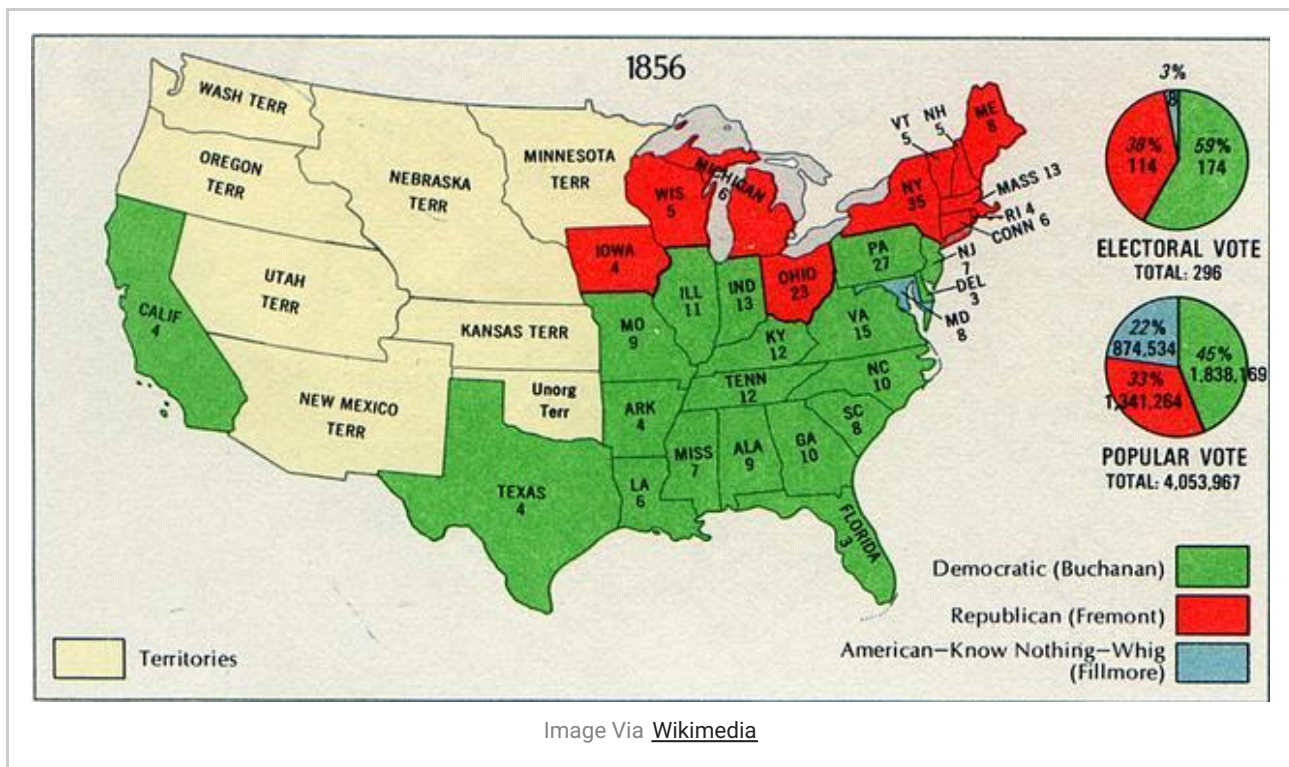 1856
WASH TERR
OREGON
TERR
NEBRASKA
TERR
MINNESOTA
TERR
UTAH
TERR
KANSAS TERR
NEW MEXICO
TERR
Unorg
Terr
CALIF
4
TEXAS
4
IOWA
4
WIS
5
MICHIGAN
6
ILL
11
IND
13
OHIO
23
MO
9
KY
12
TENN
12
ARK
4
LA
6
MISS
7
ALA
9
GA
10
FLORIDA
3
SC
8
NC
10
VA
15
PA
27
NY
35
VT
5
NH
5
ME
8
MASS 13
RI 4
CONN 6
NJ
7
DEL
3
MD
8
3%
8
38%
114
59%
174
ELECTORAL VOTE
TOTAL: 296
22%
874,534
45%
1,838,169
33%
1,341,264
POPULAR VOTE
TOTAL: 4,053,967
Democratic (Buchanan)
Republican (Fremont)
American–Know Nothing–Whig
(Fillmore)
Territories
Image Via Wikimedia